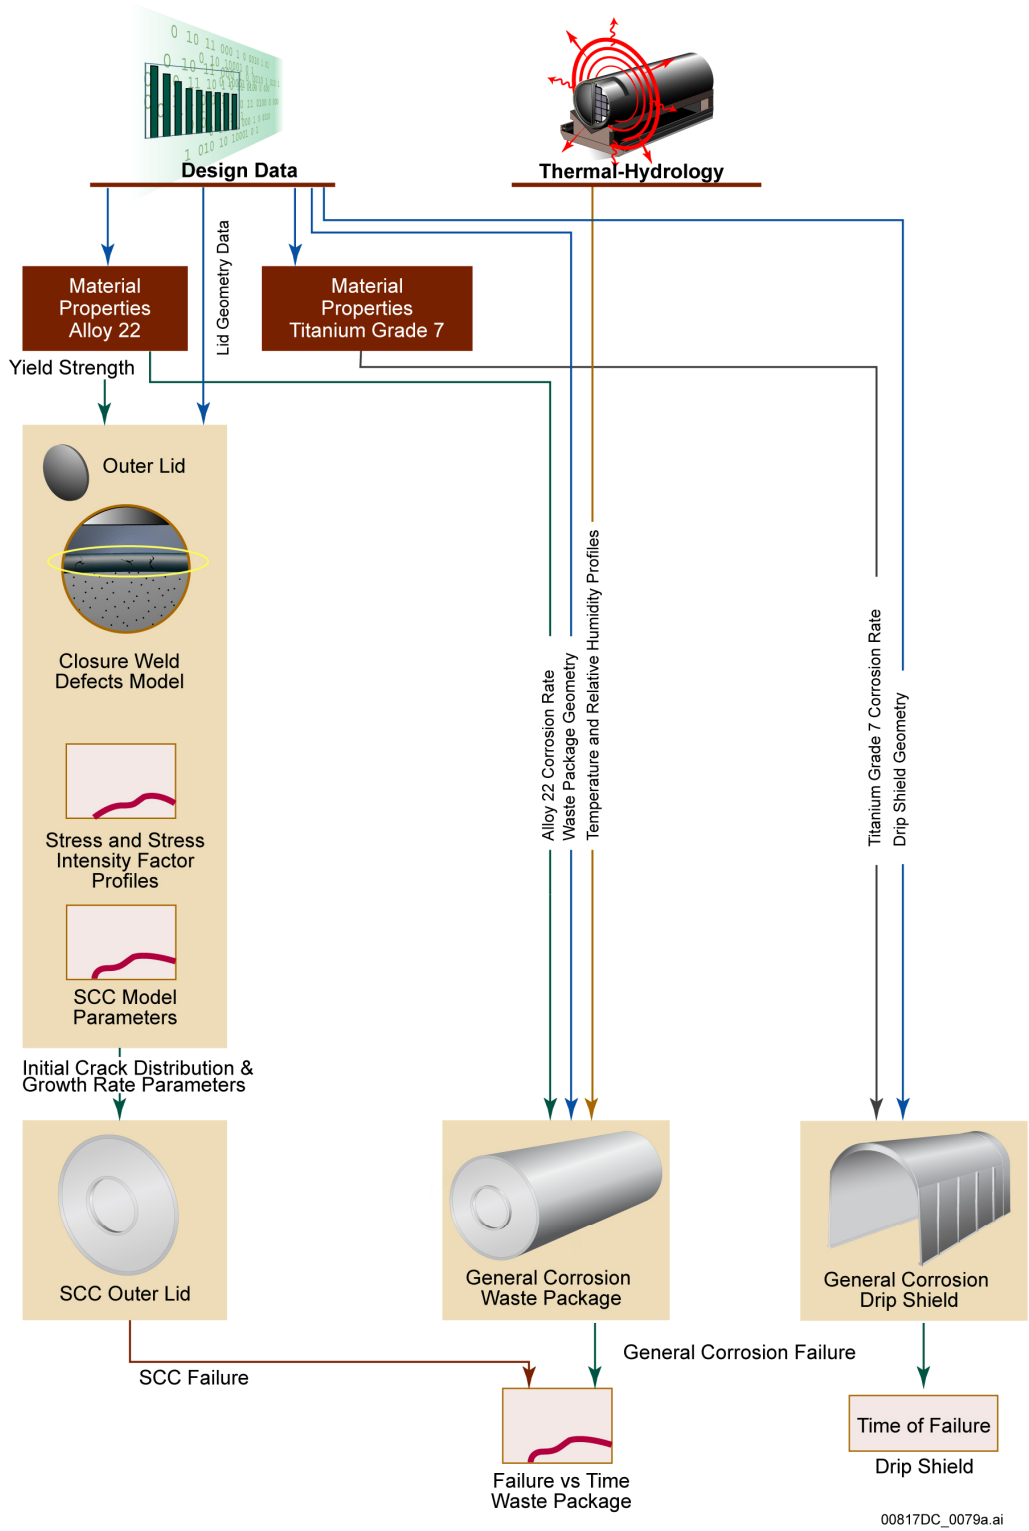 Design Data
Thermal-Hydrology
Material
Properties
Alloy 22
Lid Geometry Data
Material
Properties
Titanium Grade 7
Yield Strength
Outer Lid
Closure Weld
Defects Model
Stress and Stress
Intensity Factor
Profiles
SCC Model
Parameters
Initial Crack Distribution &
Growth Rate Parameters
Alloy 22 Corrosion Rate
Waste Package Geometry
Temperature and Relative Humidity Profiles
Titanium Grade 7 Corrosion Rate
Drip Shield Geometry
SCC Outer Lid
General Corrosion
Waste Package
General Corrosion
Drip Shield
SCC Failure
General Corrosion Failure
Failure vs Time
Waste Package
Time of Failure
Drip Shield
00817DC_0079a.ai